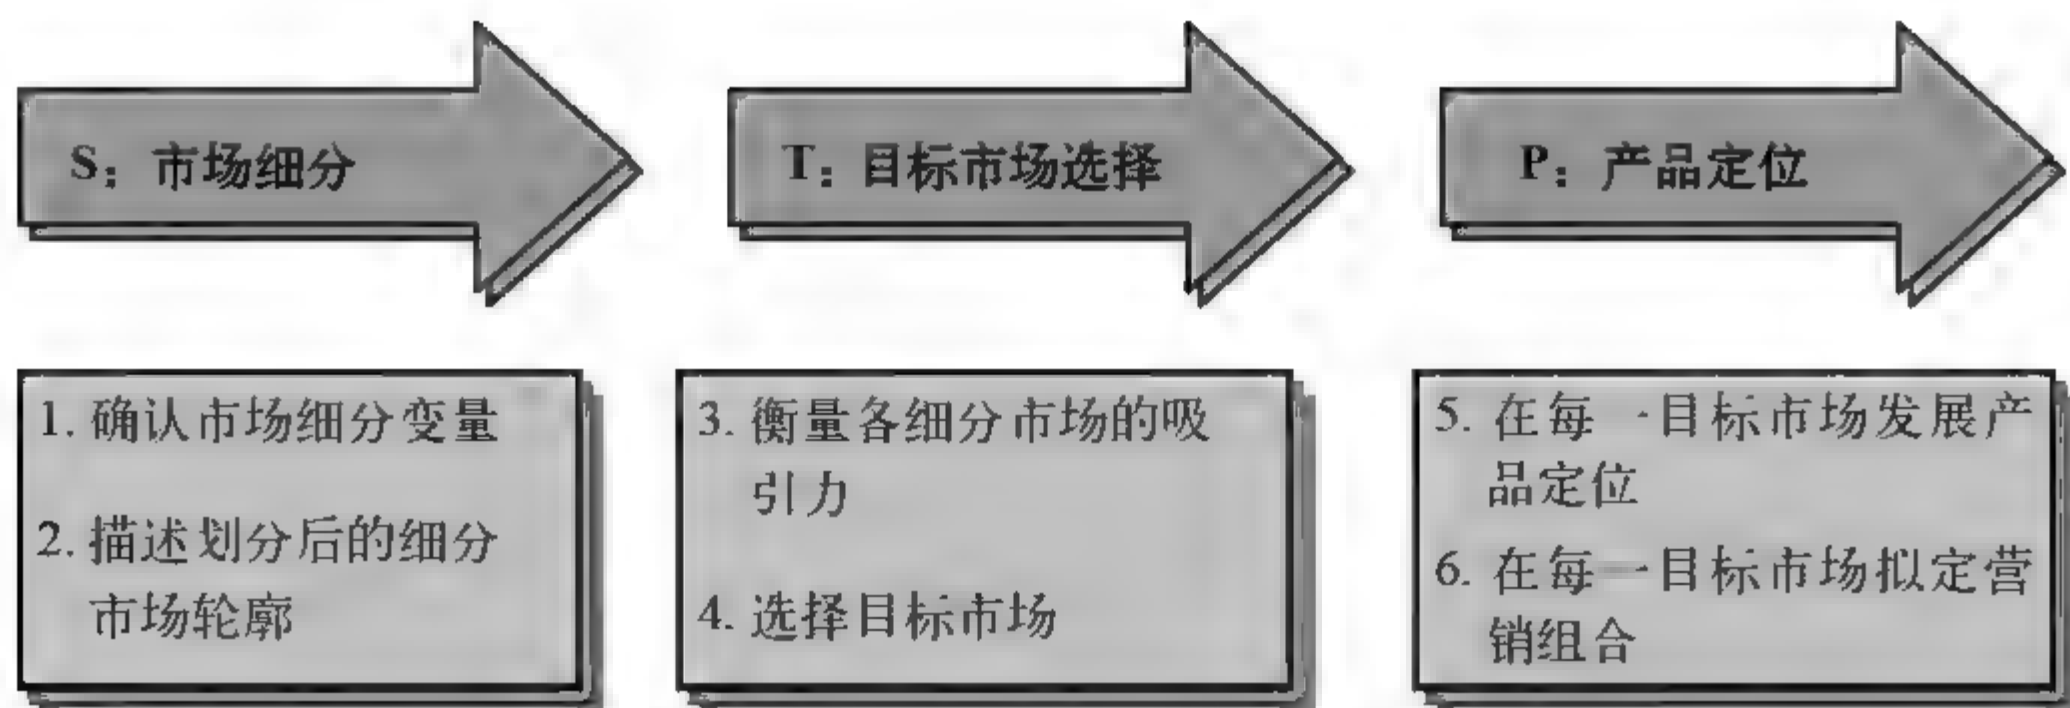 S：市场细分
T：目标市场选择
P：产品定位
1. 确认市场细分变量
2. 描述划分后的细分
市场轮廓
3. 衡量各细分市场的吸
引力
4. 选择目标市场
5. 在每一目标市场发展产
品定位
6. 在每一目标市场拟定营
销组合